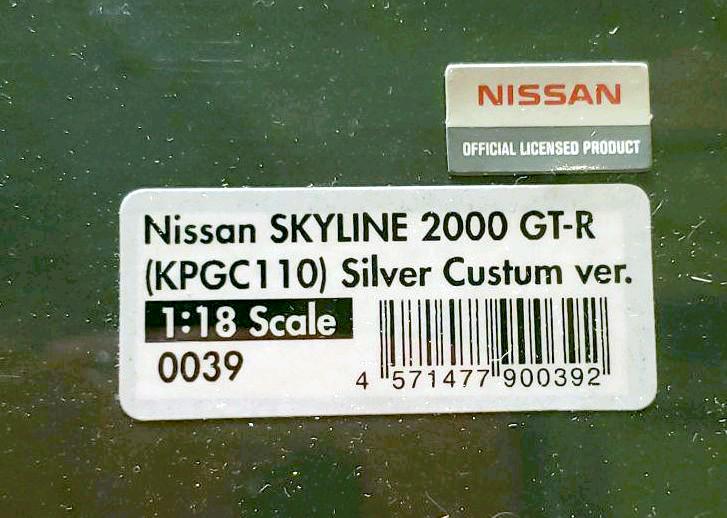 NISSAN
OFFICIAL LICENSED PRODUCT
Nissan SKYLINE 2000 GT-R
(KPGC110) Silver Custum ver.
1:18 Scale
0039
4 571477 900392